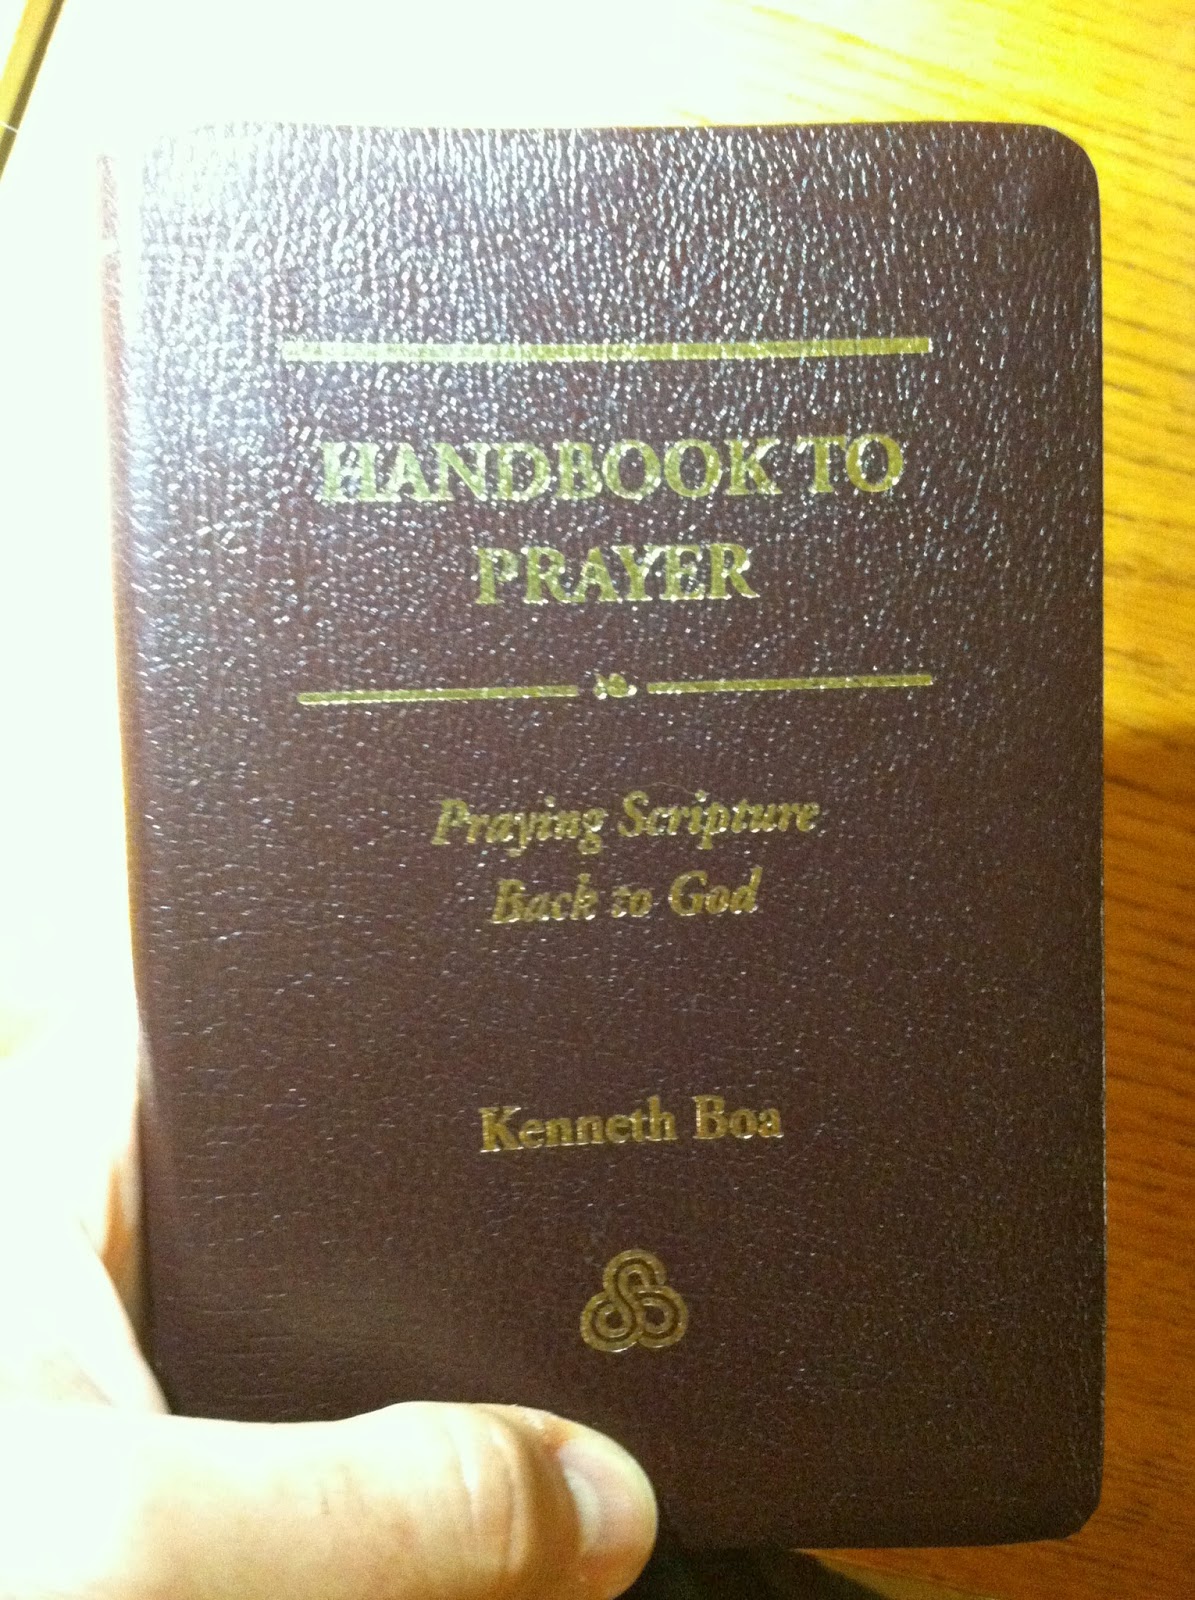 HANDBOOK TO
PRAYER
Praying Scripture
Back to God
Kenneth Boa